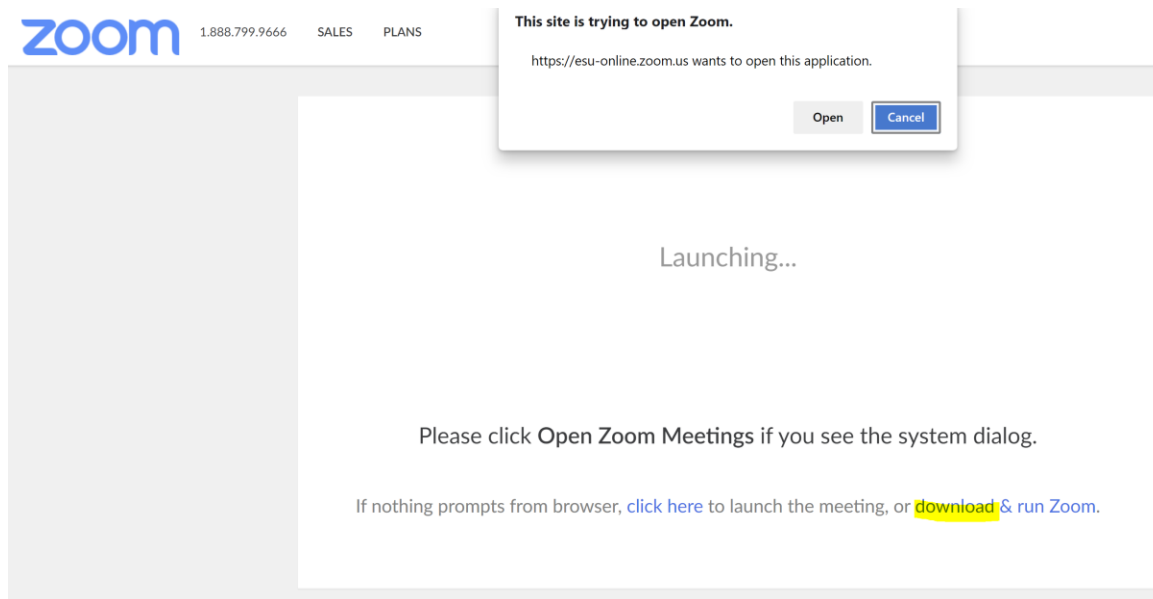 zoom 1.888.799.9666 SALES PLANS
This site is trying to open Zoom.
https://esu-online.zoom.us wants to open this application.
Open Cancel
Launching...
Please click Open Zoom Meetings if you see the system dialog.
If nothing prompts from browser, click here to launch the meeting, or download & run Zoom.